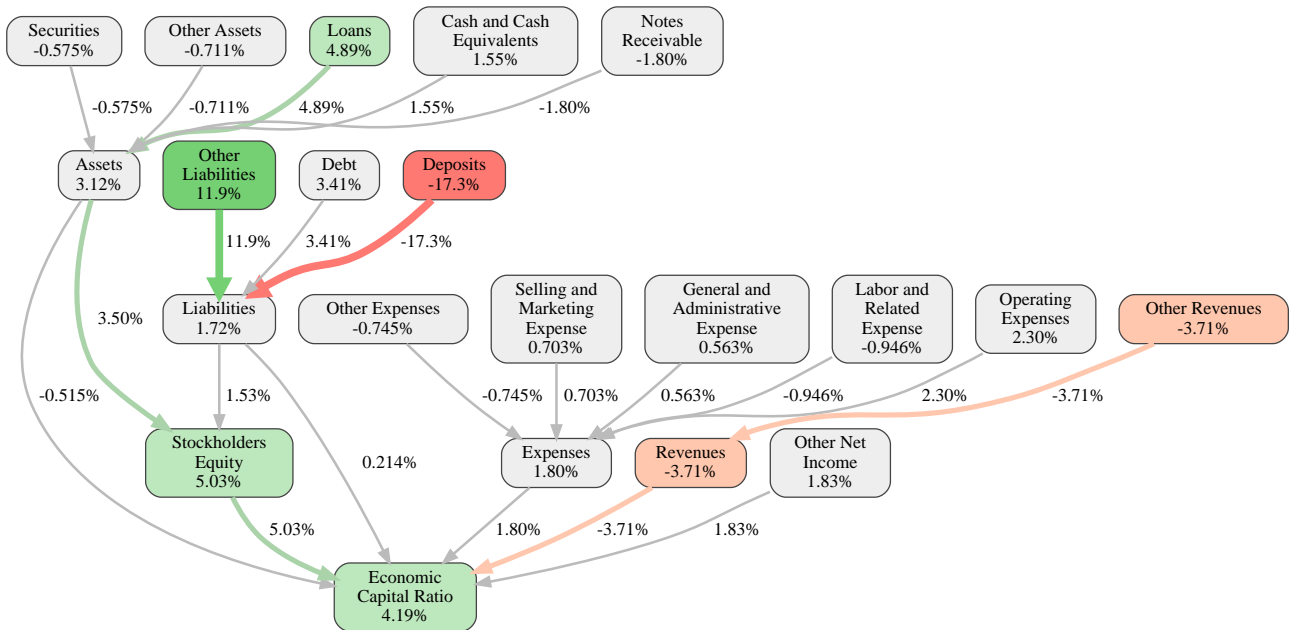 Securities
-0.575%
Other Assets
-0.711%
Loans
4.89%
Cash and Cash
Equivalents
1.55%
Notes
Receivable
-1.80%
-0.575%
-0.711%
4.89%
1.55%
-1.80%
Assets
3.12%
Other
Liabilities
11.9%
Debt
3.41%
Deposits
-17.3%
11.9%
3.41%
-17.3%
Liabilities
1.72%
Other Expenses
-0.745%
Selling and
Marketing
Expense
0.703%
General and
Administrative
Expense
0.563%
Labor and
Related
Expense
-0.946%
Operating
Expenses
2.30%
Other Revenues
-3.71%
3.50%
-0.515%
1.53%
-0.745%
0.703%
0.563%
-0.946%
2.30%
-3.71%
Stockholders
Equity
5.03%
0.214%
Expenses
1.80%
Revenues
-3.71%
Other Net
Income
1.83%
5.03%
1.80%
-3.71%
1.83%
Economic
Capital Ratio
4.19%